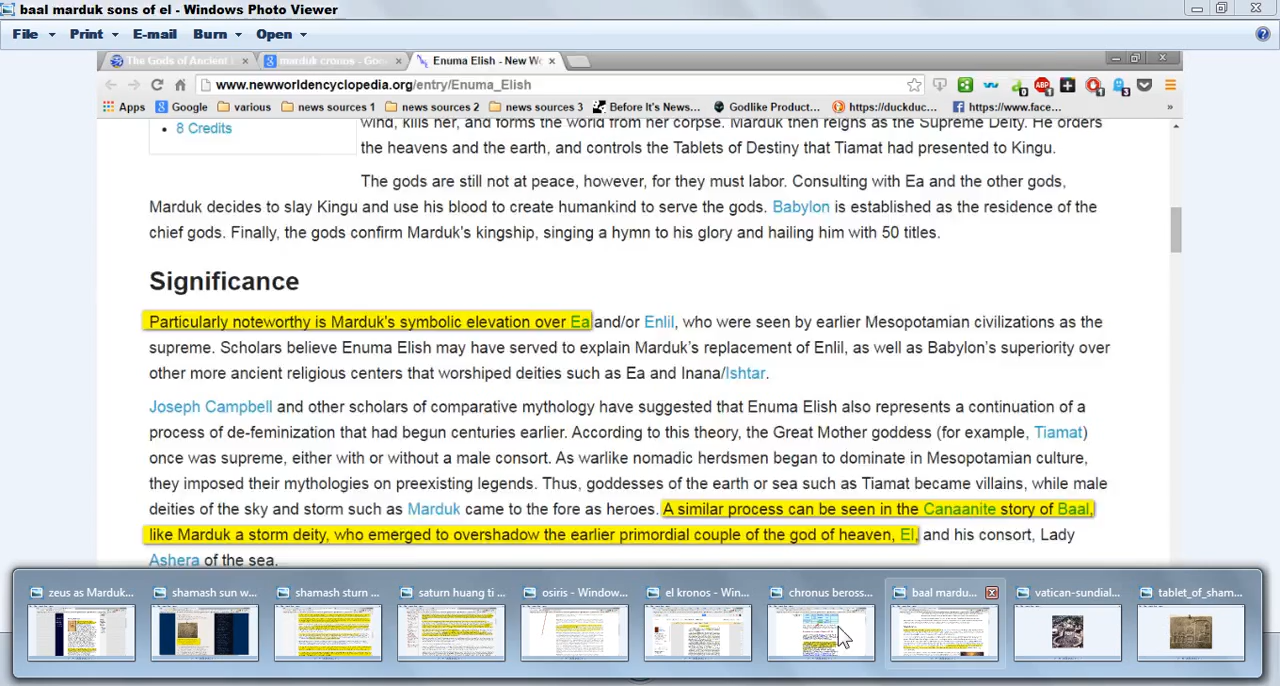 baal marduk sons of el - Windows Photo Viewer
File Print E-mail Burn Open
The Gods of Ancient marduk cronos - Goo Enuma Elish - New Wo
www.newworldencyclopedia.org/entry/Enuma_Elish
Apps Google various news sources 1 news sources 2 news sources 3 Before It's News... Godlike Product... https://duckduc... https://www.face... »
8 Credits
wind, kills her, and forms the world from her corpse. Marduk then reigns as the Supreme Deity. He orders
the heavens and the earth, and controls the Tablets of Destiny that Tiamat had presented to Kingu.
The gods are still not at peace, however, for they must labor. Consulting with Ea and the other gods,
Marduk decides to slay Kingu and use his blood to create humankind to serve the gods. Babylon is established as the residence of the
chief gods. Finally, the gods confirm Marduk's kingship, singing a hymn to his glory and hailing him with 50 titles.
Significance
Particularly noteworthy is Marduk's symbolic elevation over Ea and/or Enlil, who were seen by earlier Mesopotamian civilizations as the
supreme. Scholars believe Enuma Elish may have served to explain Marduk's replacement of Enlil, as well as Babylon's superiority over
other more ancient religious centers that worshiped deities such as Ea and Inana/Ishtar.
Joseph Campbell and other scholars of comparative mythology have suggested that Enuma Elish also represents a continuation of a
process of de-feminization that had begun centuries earlier. According to this theory, the Great Mother goddess (for example, Tiamat)
once was supreme, either with or without a male consort. As warlike nomadic herdsmen began to dominate in Mesopotamian culture,
they imposed their mythologies on preexisting legends. Thus, goddesses of the earth or sea such as Tiamat became villains, while male
deities of the sky and storm such as Marduk came to the fore as heroes. A similar process can be seen in the Canaanite story of Baal,
like Marduk a storm deity, who emerged to overshadow the earlier primordial couple of the god of heaven, El, and his consort, Lady
Ashera of the sea.
zeus as Marduk... shamash sun w... shamash sturn ... saturn huang ti ... osiris - Window... el kronos - Win... chronus beross... baal mardu... vatican-sundial... tablet_of_sham...